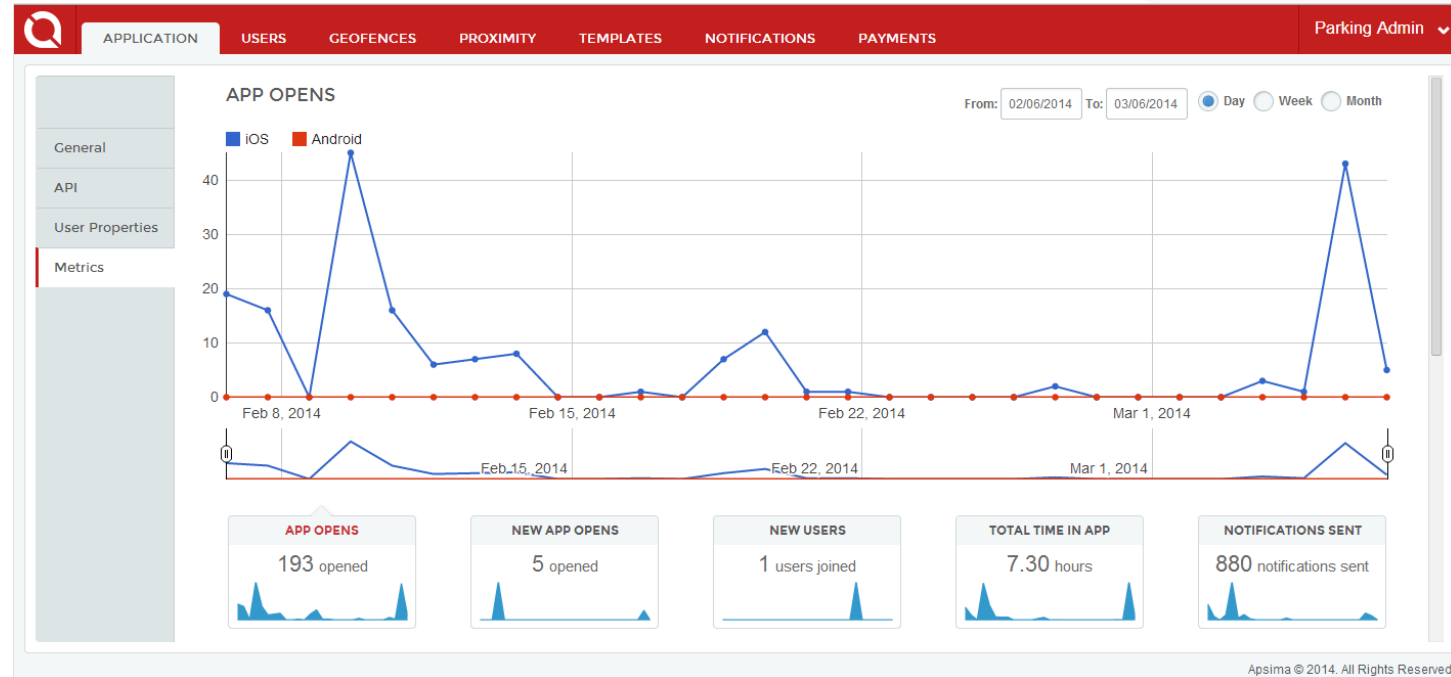 APPLICATION USERS GEOFENCES PROXIMITY TEMPLATES NOTIFICATIONS PAYMENTS Parking Admin
General
API
User Properties
Metrics
APP OPENS
From: 02/06/2014 To: 03/06/2014 Day Week Month
iOS Android
40
30
20
10
0
Feb 8, 2014 Feb 15, 2014 Feb 22, 2014 Mar 1, 2014
Feb 15, 2014 Feb 22, 2014 Mar 1, 2014
APP OPENS
193 opened
NEW APP OPENS
5 opened
NEW USERS
1 users joined
TOTAL TIME IN APP
7.30 hours
NOTIFICATIONS SENT
880 notifications sent
Apsima © 2014. All Rights Reserved